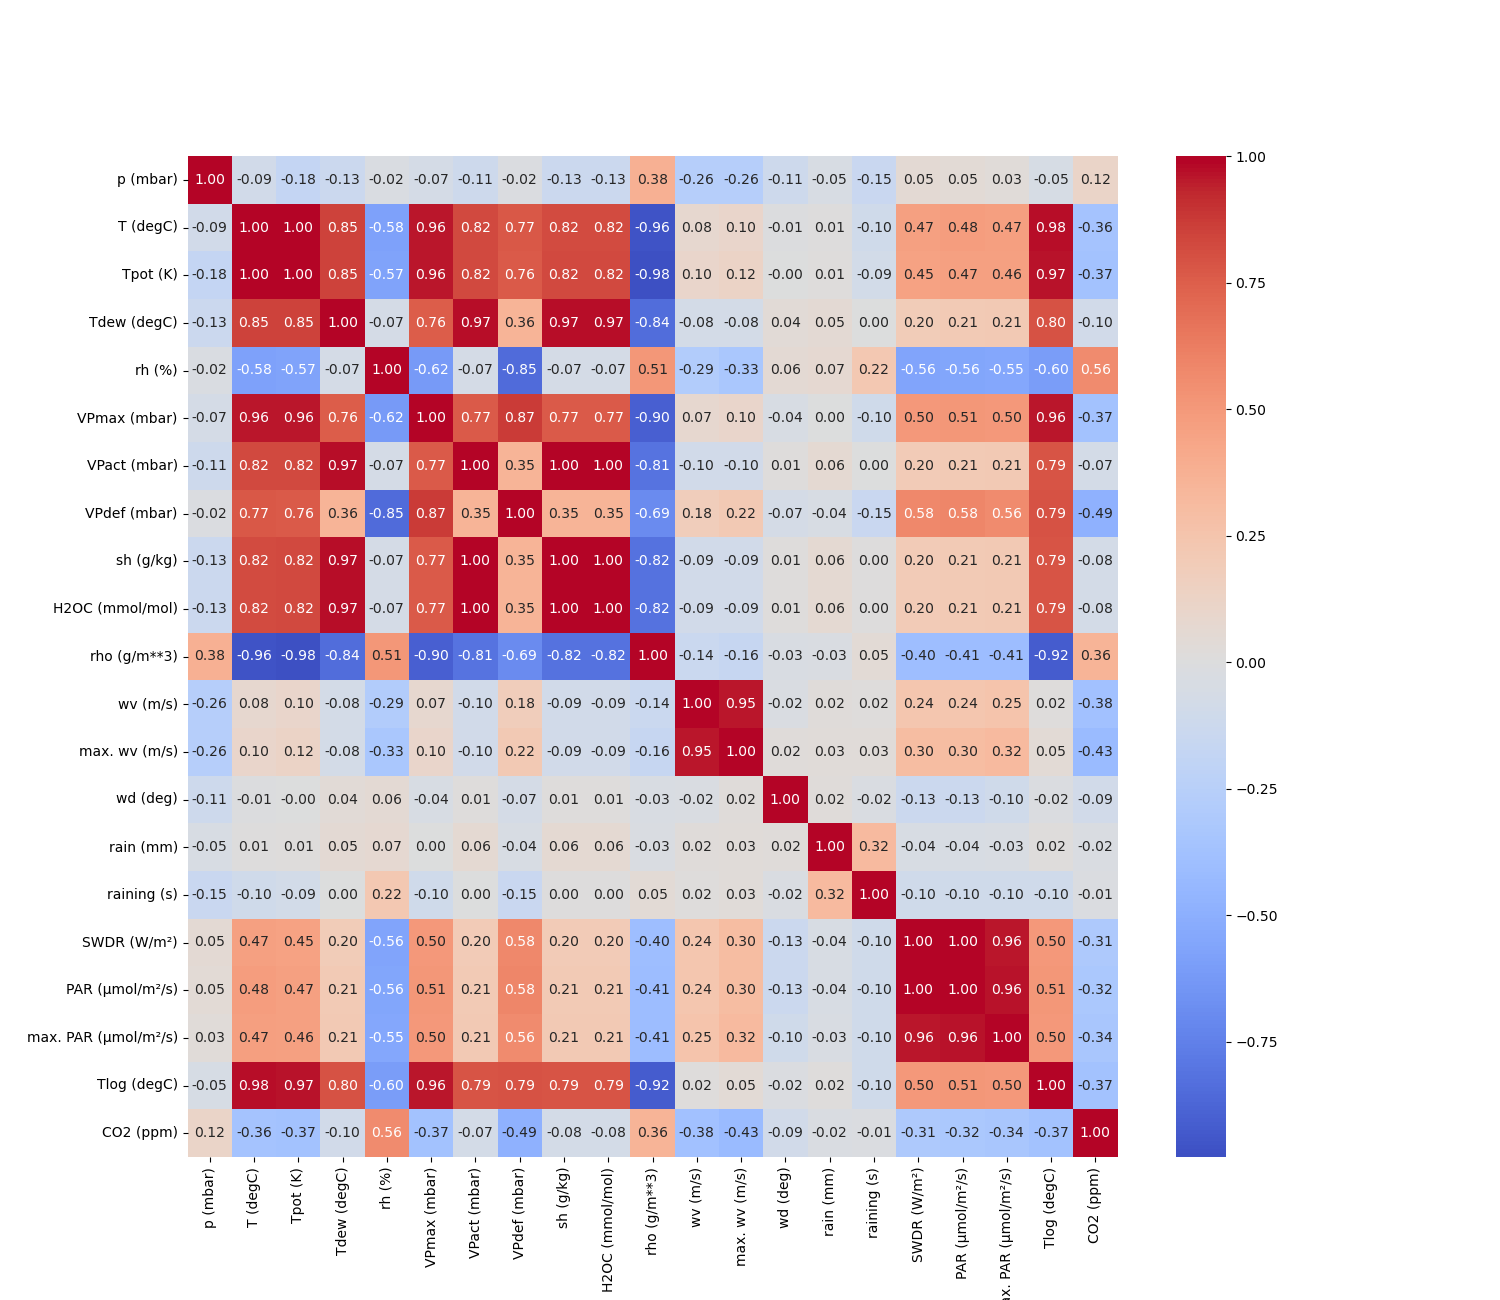 p (mbar) 1.00 -0.09 -0.18 -0.13 -0.02 -0.07 -0.11 -0.02 -0.13 -0.13 0.38 -0.26 -0.26 -0.11 -0.05 -0.15 0.05 0.05 0.03 -0.05 0.12
T (degC) -0.09 1.00 1.00 0.85 -0.58 0.96 0.82 0.77 0.82 0.82 -0.96 0.08 0.10 -0.01 0.01 -0.10 0.47 0.48 0.47 0.98 -0.36
Tpot (K) -0.18 1.00 1.00 0.85 -0.57 0.96 0.82 0.76 0.82 0.82 -0.98 0.10 0.12 -0.00 0.01 -0.09 0.45 0.47 0.46 0.97 -0.37
Tdew (degC) -0.13 0.85 0.85 1.00 -0.07 0.76 0.97 0.36 0.97 0.97 -0.84 -0.08 -0.08 0.04 0.05 0.00 0.20 0.21 0.21 0.80 -0.10
rh (%) -0.02 -0.58 -0.57 -0.07 1.00 -0.62 -0.07 -0.85 -0.07 -0.07 0.51 -0.29 -0.33 0.06 0.07 0.22 -0.56 -0.56 -0.55 -0.60 0.56
VPmax (mbar) -0.07 0.96 0.96 0.76 -0.62 1.00 0.77 0.87 0.77 0.77 -0.90 0.07 0.10 -0.04 0.00 -0.10 0.50 0.51 0.50 0.96 -0.37
VPact (mbar) -0.11 0.82 0.82 0.97 -0.07 0.77 1.00 0.35 1.00 1.00 -0.81 -0.10 -0.10 0.01 0.06 0.00 0.20 0.21 0.21 0.79 -0.07
VPdef (mbar) -0.02 0.77 0.76 0.36 -0.85 0.87 0.35 1.00 0.35 0.35 -0.69 0.18 0.22 -0.07 -0.04 -0.15 0.58 0.58 0.56 0.79 -0.49
sh (g/kg) -0.13 0.82 0.82 0.97 -0.07 0.77 1.00 0.35 1.00 1.00 -0.82 -0.09 -0.09 0.01 0.06 0.00 0.20 0.21 0.21 0.79 -0.08
H2OC (mmol/mol) -0.13 0.82 0.82 0.97 -0.07 0.77 1.00 0.35 1.00 1.00 -0.82 -0.09 -0.09 0.01 0.06 0.00 0.20 0.21 0.21 0.79 -0.08
rho (g/m**3) 0.38 -0.96 -0.98 -0.84 0.51 -0.90 -0.81 -0.69 -0.82 -0.82 1.00 -0.14 -0.16 -0.03 -0.03 0.05 -0.40 -0.41 -0.41 -0.92 0.36
wv (m/s) -0.26 0.08 0.10 -0.08 -0.29 0.07 -0.10 0.18 -0.09 -0.09 -0.14 1.00 0.95 -0.02 0.02 0.02 0.24 0.24 0.25 0.02 -0.38
max. wv (m/s) -0.26 0.10 0.12 -0.08 -0.33 0.10 -0.10 0.22 -0.09 -0.09 -0.16 0.95 1.00 0.02 0.03 0.03 0.30 0.30 0.32 0.05 -0.43
wd (deg) -0.11 -0.01 -0.00 0.04 0.06 -0.04 0.01 -0.07 0.01 0.01 -0.03 -0.02 0.02 1.00 0.02 -0.02 -0.13 -0.13 -0.10 -0.02 -0.09
rain (mm) -0.05 0.01 0.01 0.05 0.07 0.00 0.06 -0.04 0.06 0.06 -0.03 0.02 0.03 0.02 1.00 0.32 -0.04 -0.04 -0.03 0.02 -0.02
raining (s) -0.15 -0.10 -0.09 0.00 0.22 -0.10 0.00 -0.15 0.00 0.00 0.05 0.02 0.03 -0.02 0.32 1.00 -0.10 -0.10 -0.10 -0.10 -0.01
SWDR (W/m²) 0.05 0.47 0.45 0.20 -0.56 0.50 0.20 0.58 0.20 0.20 -0.40 0.24 0.30 -0.13 -0.04 -0.10 1.00 1.00 0.96 0.50 -0.31
PAR (μmol/m²/s) 0.05 0.48 0.47 0.21 -0.56 0.51 0.21 0.58 0.21 0.21 -0.41 0.24 0.30 -0.13 -0.04 -0.10 1.00 1.00 0.96 0.51 -0.32
max. PAR (μmol/m²/s) 0.03 0.47 0.46 0.21 -0.55 0.50 0.21 0.56 0.21 0.21 -0.41 0.25 0.32 -0.10 -0.03 -0.10 0.96 0.96 1.00 0.50 -0.34
Tlog (degC) -0.05 0.98 0.97 0.80 -0.60 0.96 0.79 0.79 0.79 0.79 -0.92 0.02 0.05 -0.02 0.02 -0.10 0.50 0.51 0.50 1.00 -0.37
CO2 (ppm) 0.12 -0.36 -0.37 -0.10 0.56 -0.37 -0.07 -0.49 -0.08 -0.08 0.36 -0.38 -0.43 -0.09 -0.02 -0.01 -0.31 -0.32 -0.34 -0.37 1.00
p (mbar)
T (degC)
Tpot (K)
Tdew (degC)
rh (%)
VPmax (mbar)
VPact (mbar)
VPdef (mbar)
sh (g/kg)
H2OC (mmol/mol)
rho (g/m**3)
wv (m/s)
max. wv (m/s)
wd (deg)
rain (mm)
raining (s)
SWDR (W/m²)
PAR (μmol/m²/s)
ax. PAR (μmol/m²/s)
Tlog (degC)
CO2 (ppm)
1.00
0.75
0.50
0.25
0.00
−0.25
−0.50
−0.75